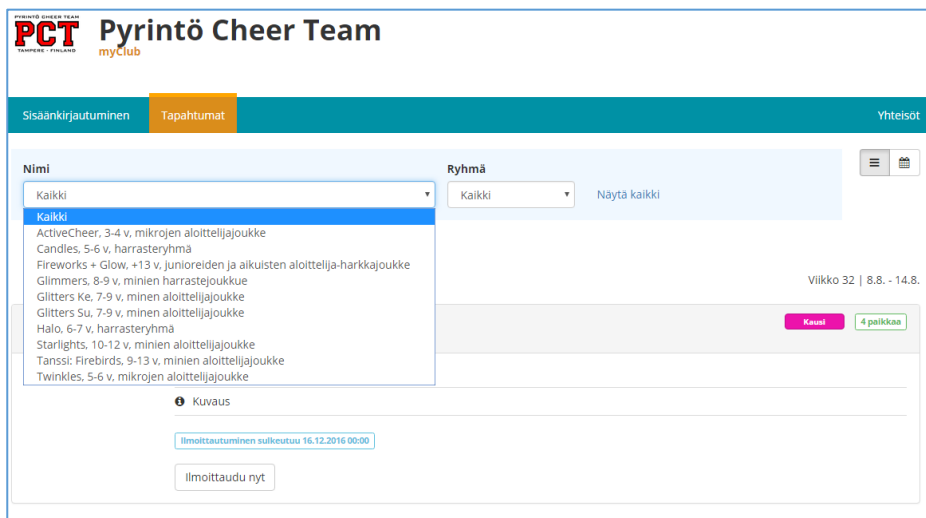 PYRINTÖ CHEER TEAM
PCT
TAMPERE - FINLAND
Pyrintö Cheer Team
myClub
Sisäänkirjautuminen Tapahtumat Yhteisöt
Nimi Ryhmä
Kaikki Kaikki Näytä kaikki
Kaikki
ActiveCheer, 3-4 v, mikrojen aloittelijajoukke
Candles, 5-6 v, harrasteryhmä
Fireworks + Glow, +13 v, junioreiden ja aikuisten aloittelija-harkkajoukke
Glimmers, 8-9 v, minien harrastejoukkue
Glitters Ke, 7-9 v, minen aloittelijajoukke
Glitters Su, 7-9 v, minen aloittelijajoukke
Halo, 6-7 v, harrasteryhmä
Starlights, 10-12 v, minien aloittelijajoukke
Tanssi: Firebirds, 9-13 v, minien aloittelijajoukke
Twinkles, 5-6 v, mikrojen aloittelijajoukke
Viikko 32 | 8.8. - 14.8.
Kausi 4 paikkaa
Kuvaus
Ilmoittautuminen sulkeutuu 16.12.2016 00:00
Ilmoittaudu nyt